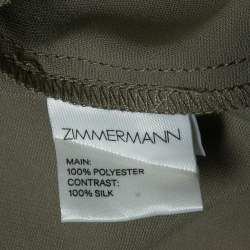 ZIMMERMANN
MAIN:
100% POLYESTER
CONTRAST:
100% SILK